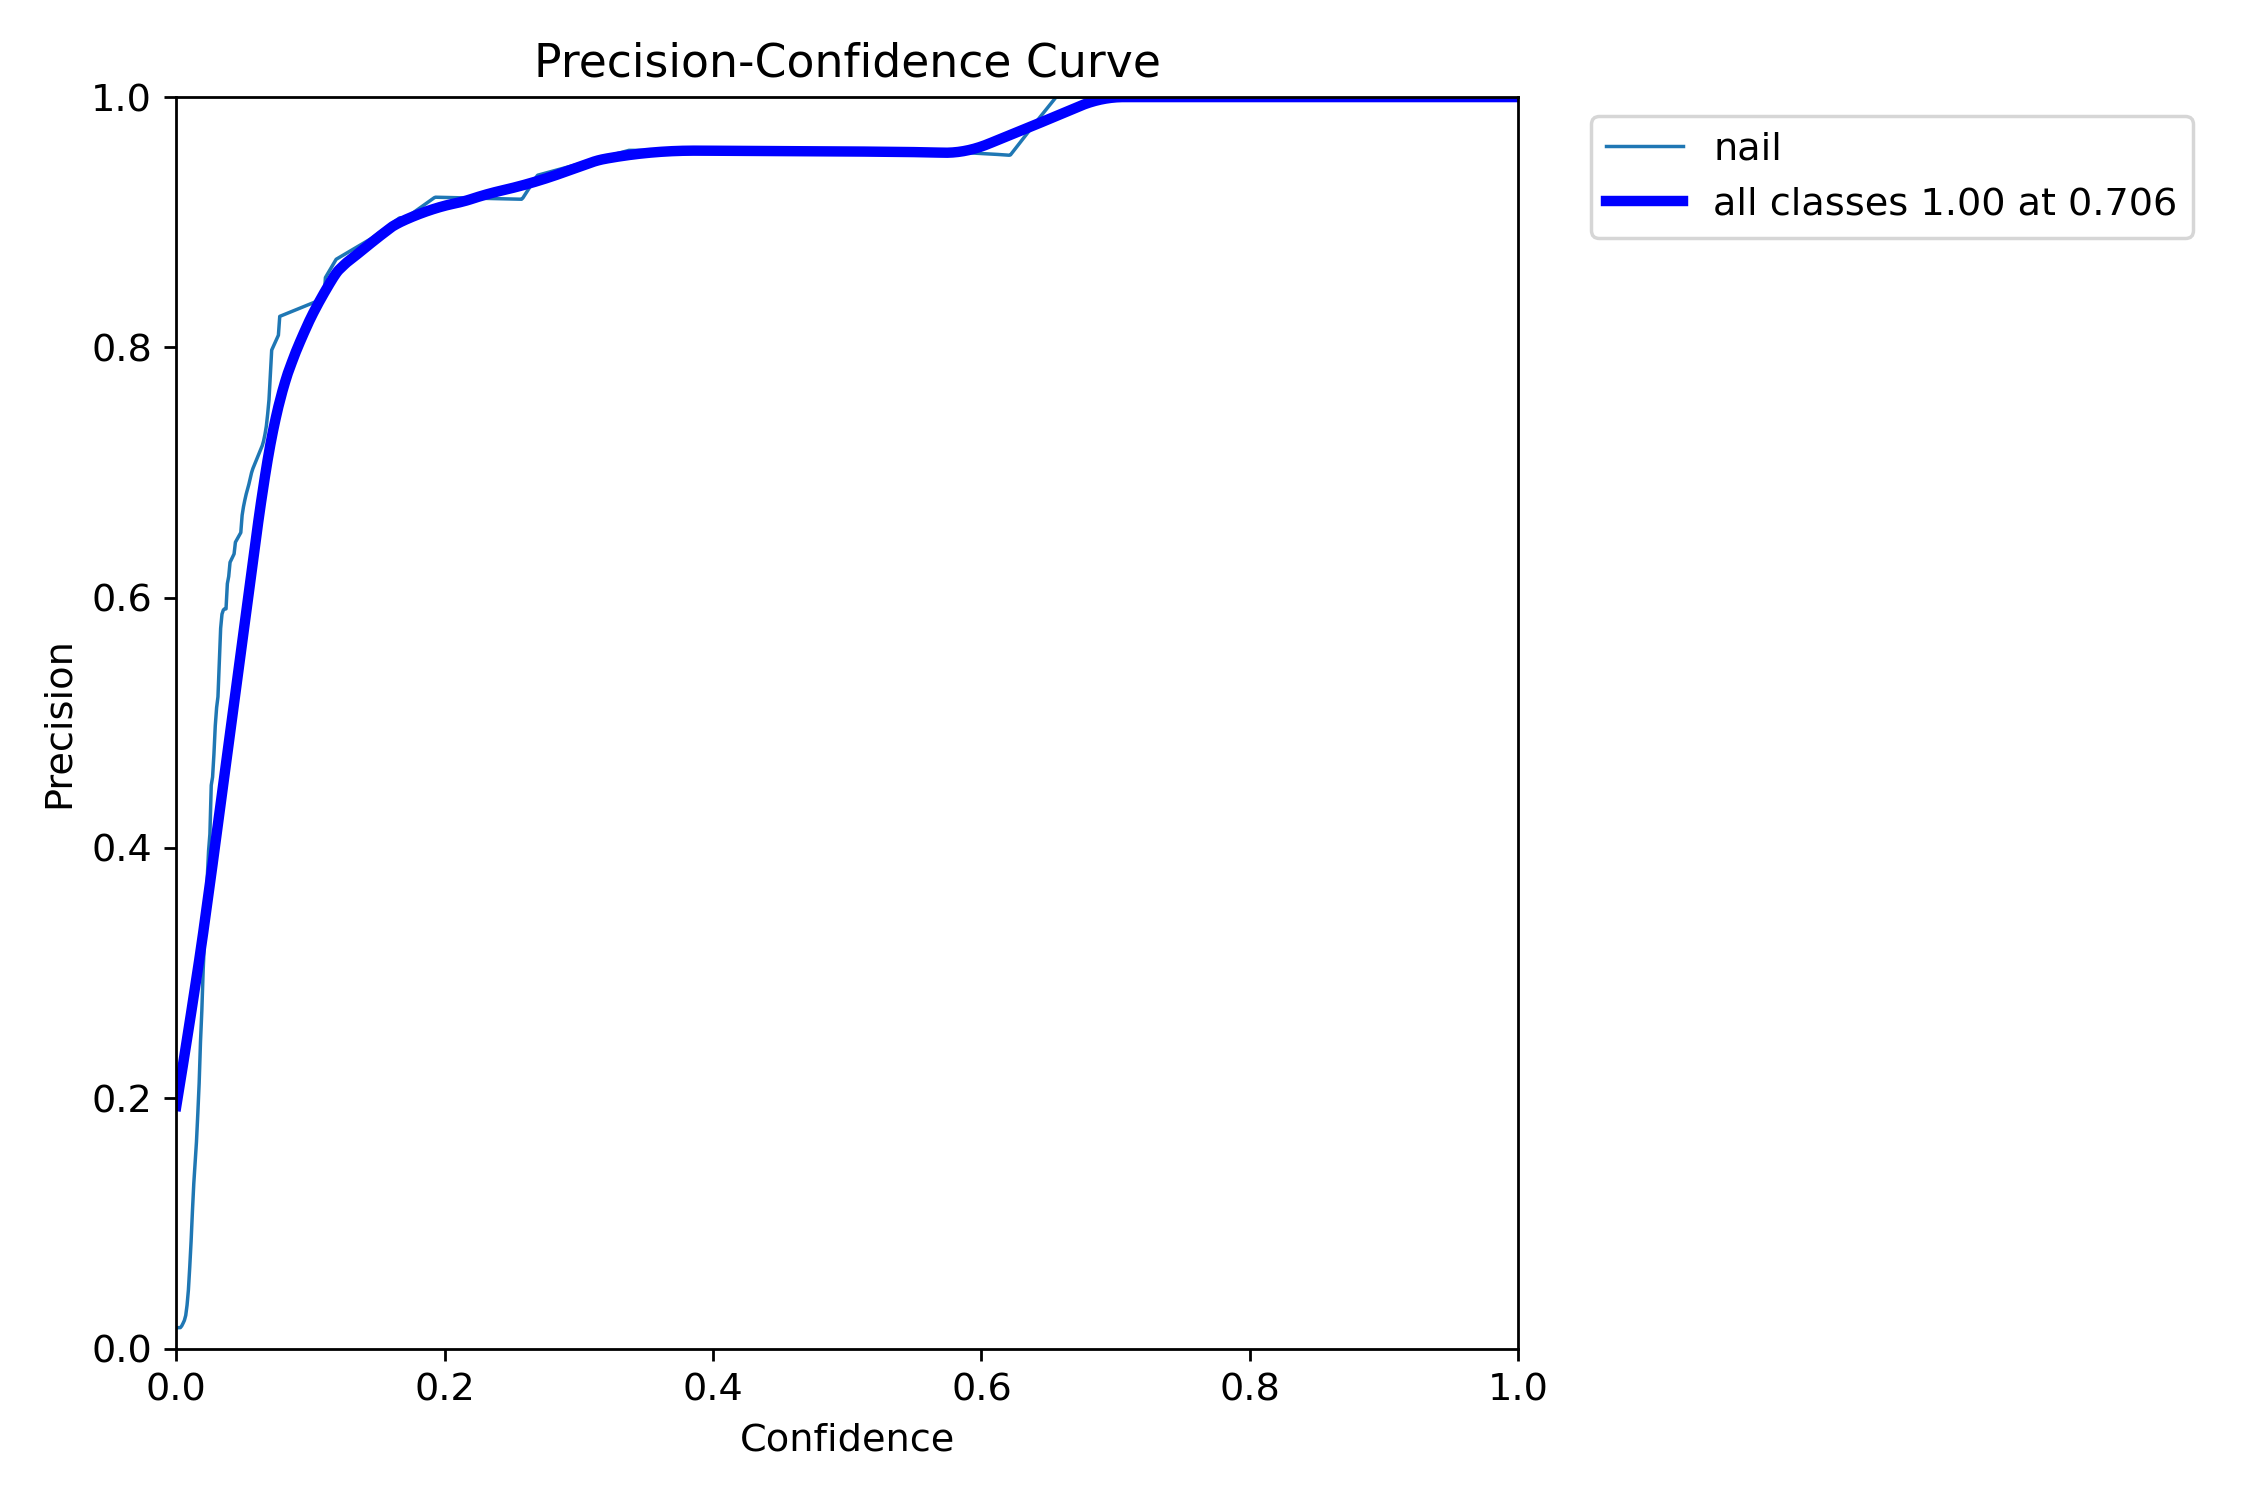 Precision-Confidence Curve
1.0
0.8
0.6
0.4
0.2
0.0
Precision
0.0 0.2 0.4 0.6 0.8 1.0
Confidence
nail
all classes 1.00 at 0.706